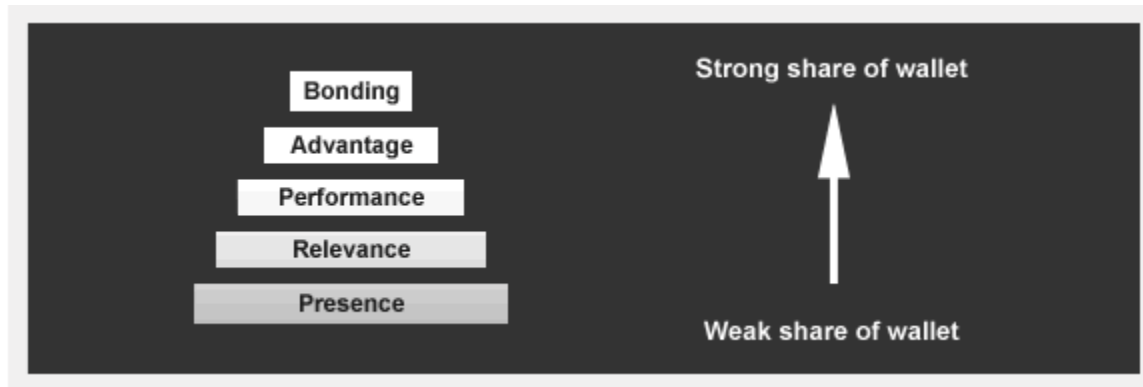 Bonding
Advantage
Performance
Relevance
Presence
Strong share of wallet
Weak share of wallet